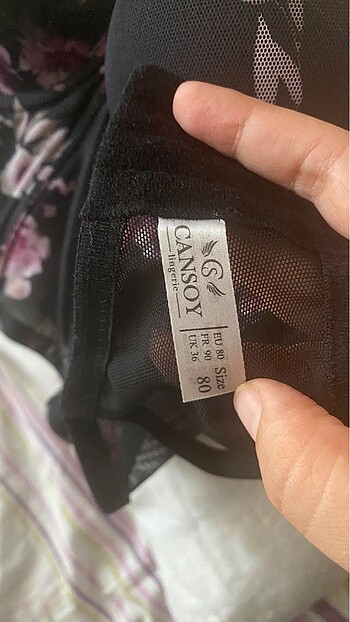 CANSOY
lingerie
Size
80
EU 80
FR 90
UK 36